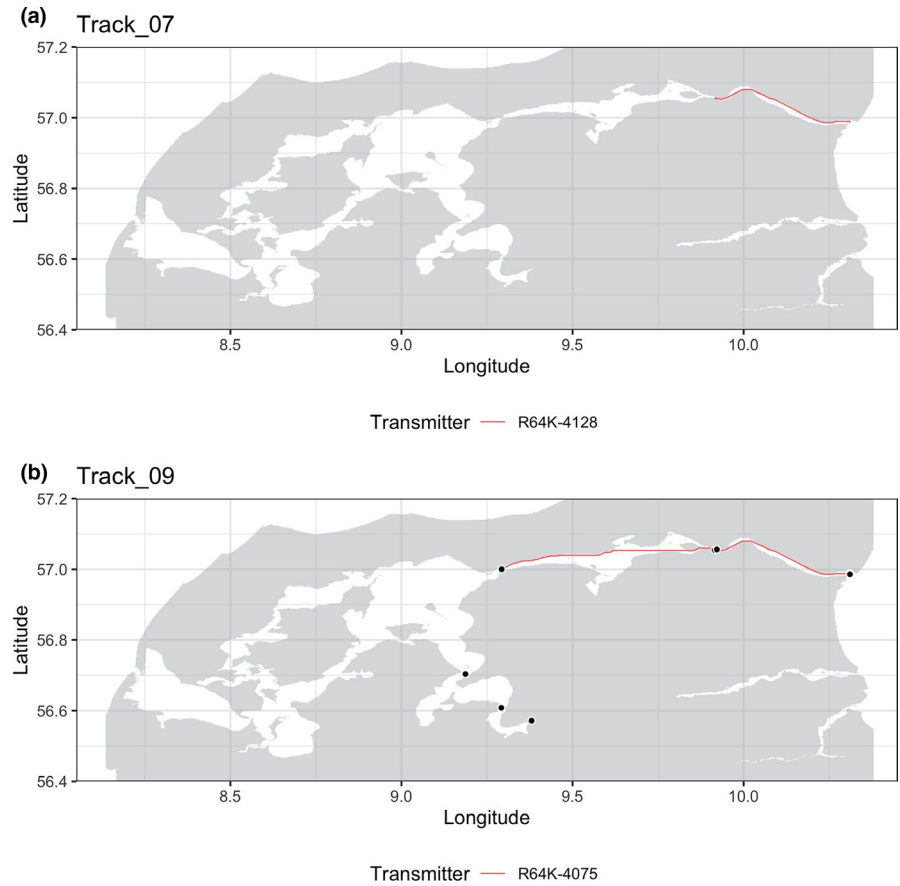 (a)
Track_07
57.2
57.0
56.8
56.6
56.4
Latitude
8.5 9.0 9.5 10.0
Longitude
Transmitter R64K-4128
(b)
Track_09
57.2
57.0
56.8
56.6
56.4
Latitude
8.5 9.0 9.5 10.0
Longitude
Transmitter R64K-4075